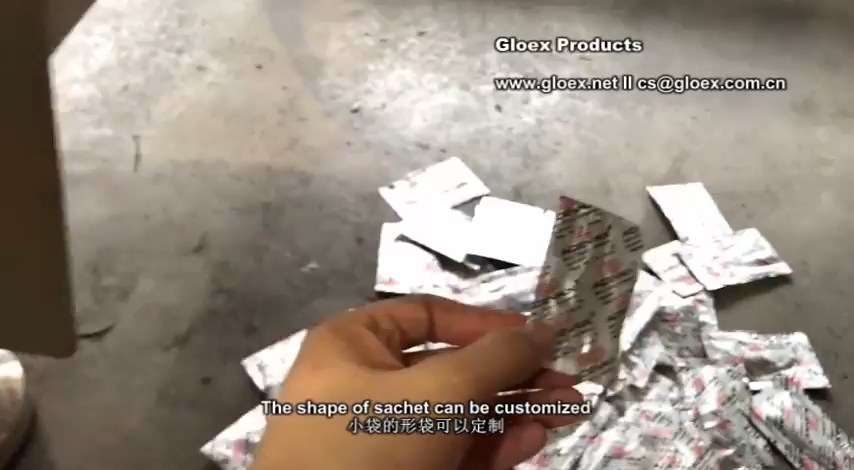 Gloex Products
www.gloex.net ll cs@gloex.com.cn
The shape of sachet can be customized
小袋的形袋可以定制